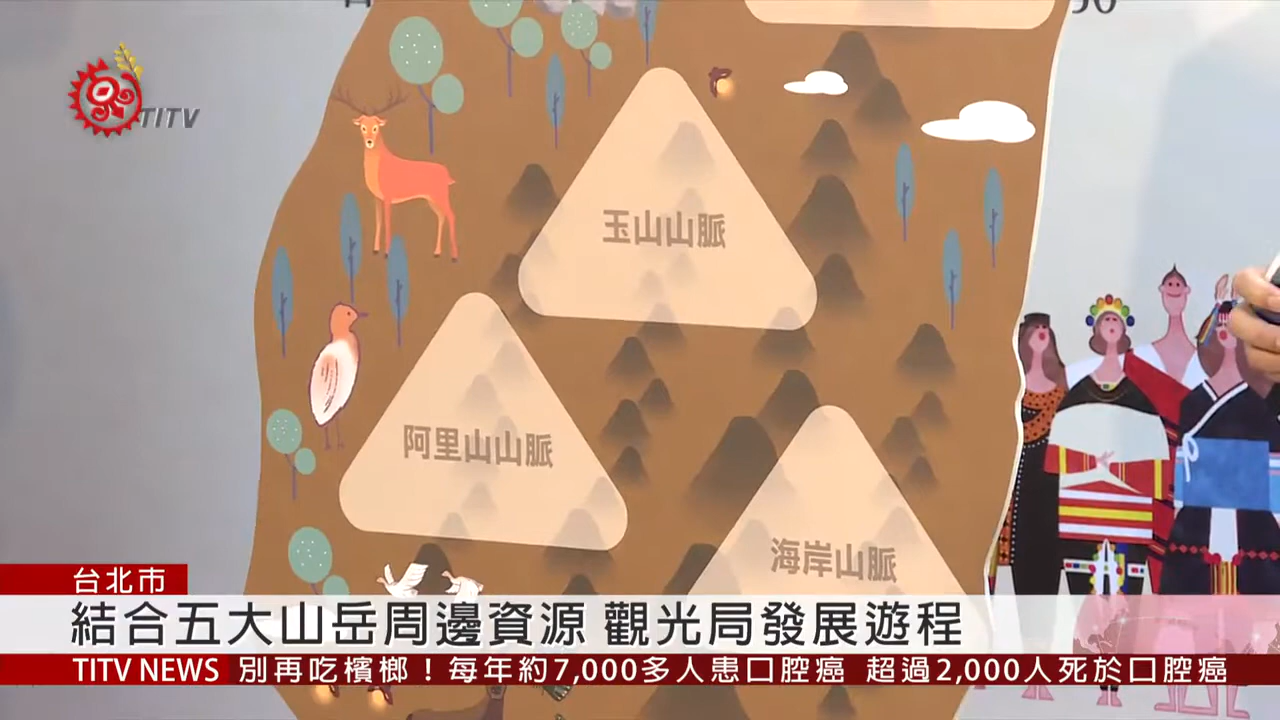 TITV
玉山山脈
阿里山山脈
海岸山脈
台北市
結合五大山岳周邊資源 觀光局發展遊程
TITV NEWS 別再吃檳榔！每年約7,000多人患口腔癌 超過2,000人死於口腔癌